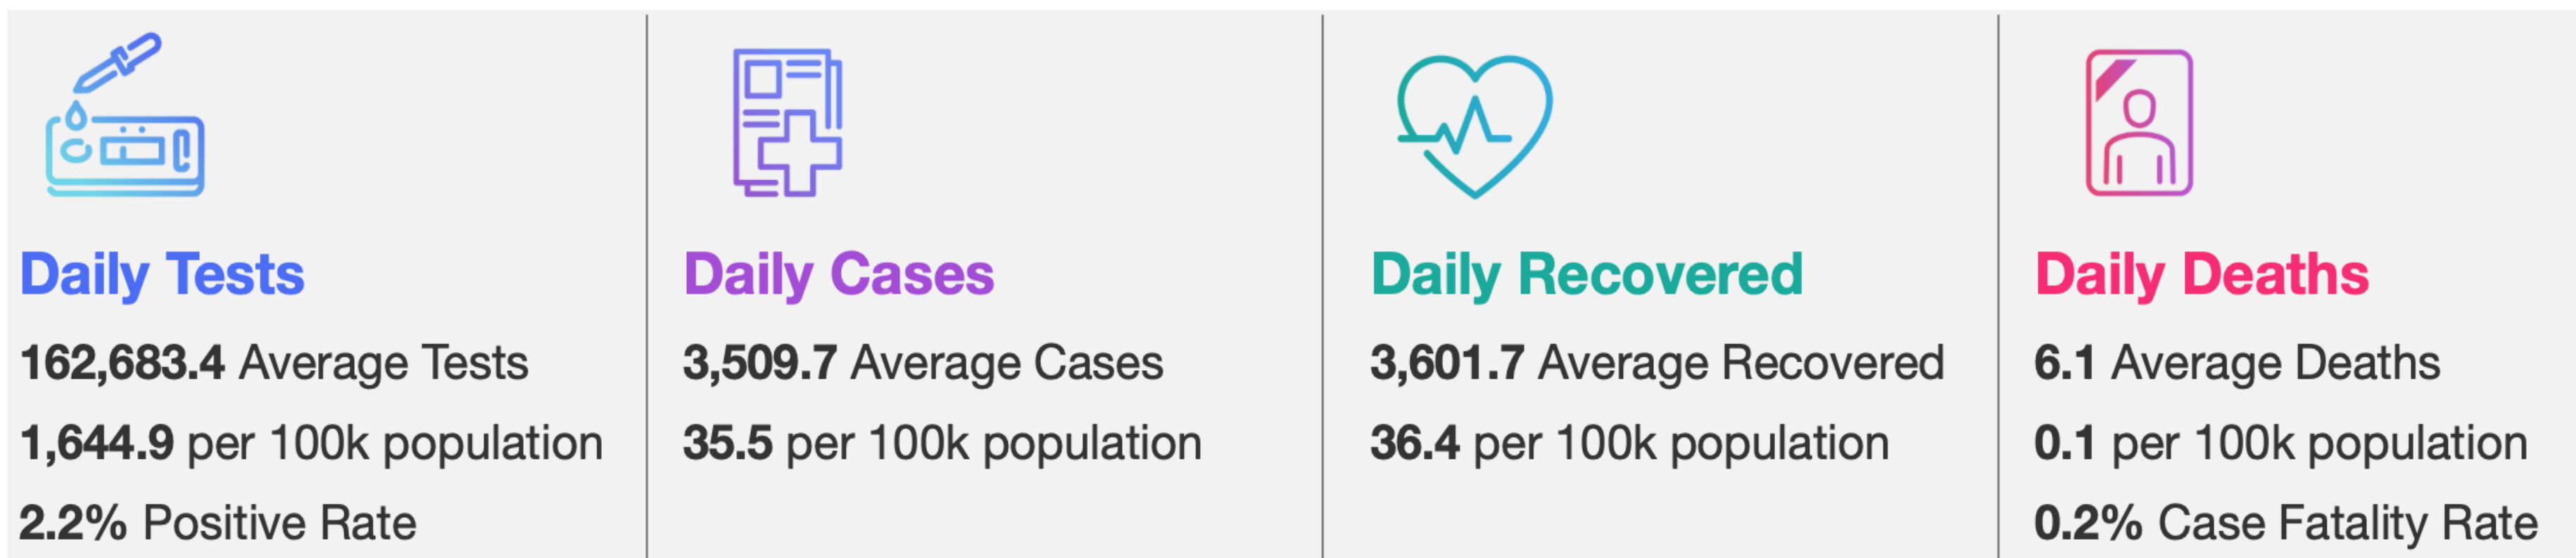 Daily Tests
162,683.4 Average Tests
1,644.9 per 100k population
2.2% Positive Rate
Daily Cases
3,509.7 Average Cases
35.5 per 100k population
Daily Recovered
3,601.7 Average Recovered
36.4 per 100k population
Daily Deaths
6.1 Average Deaths
0.1 per 100k population
0.2% Case Fatality Rate